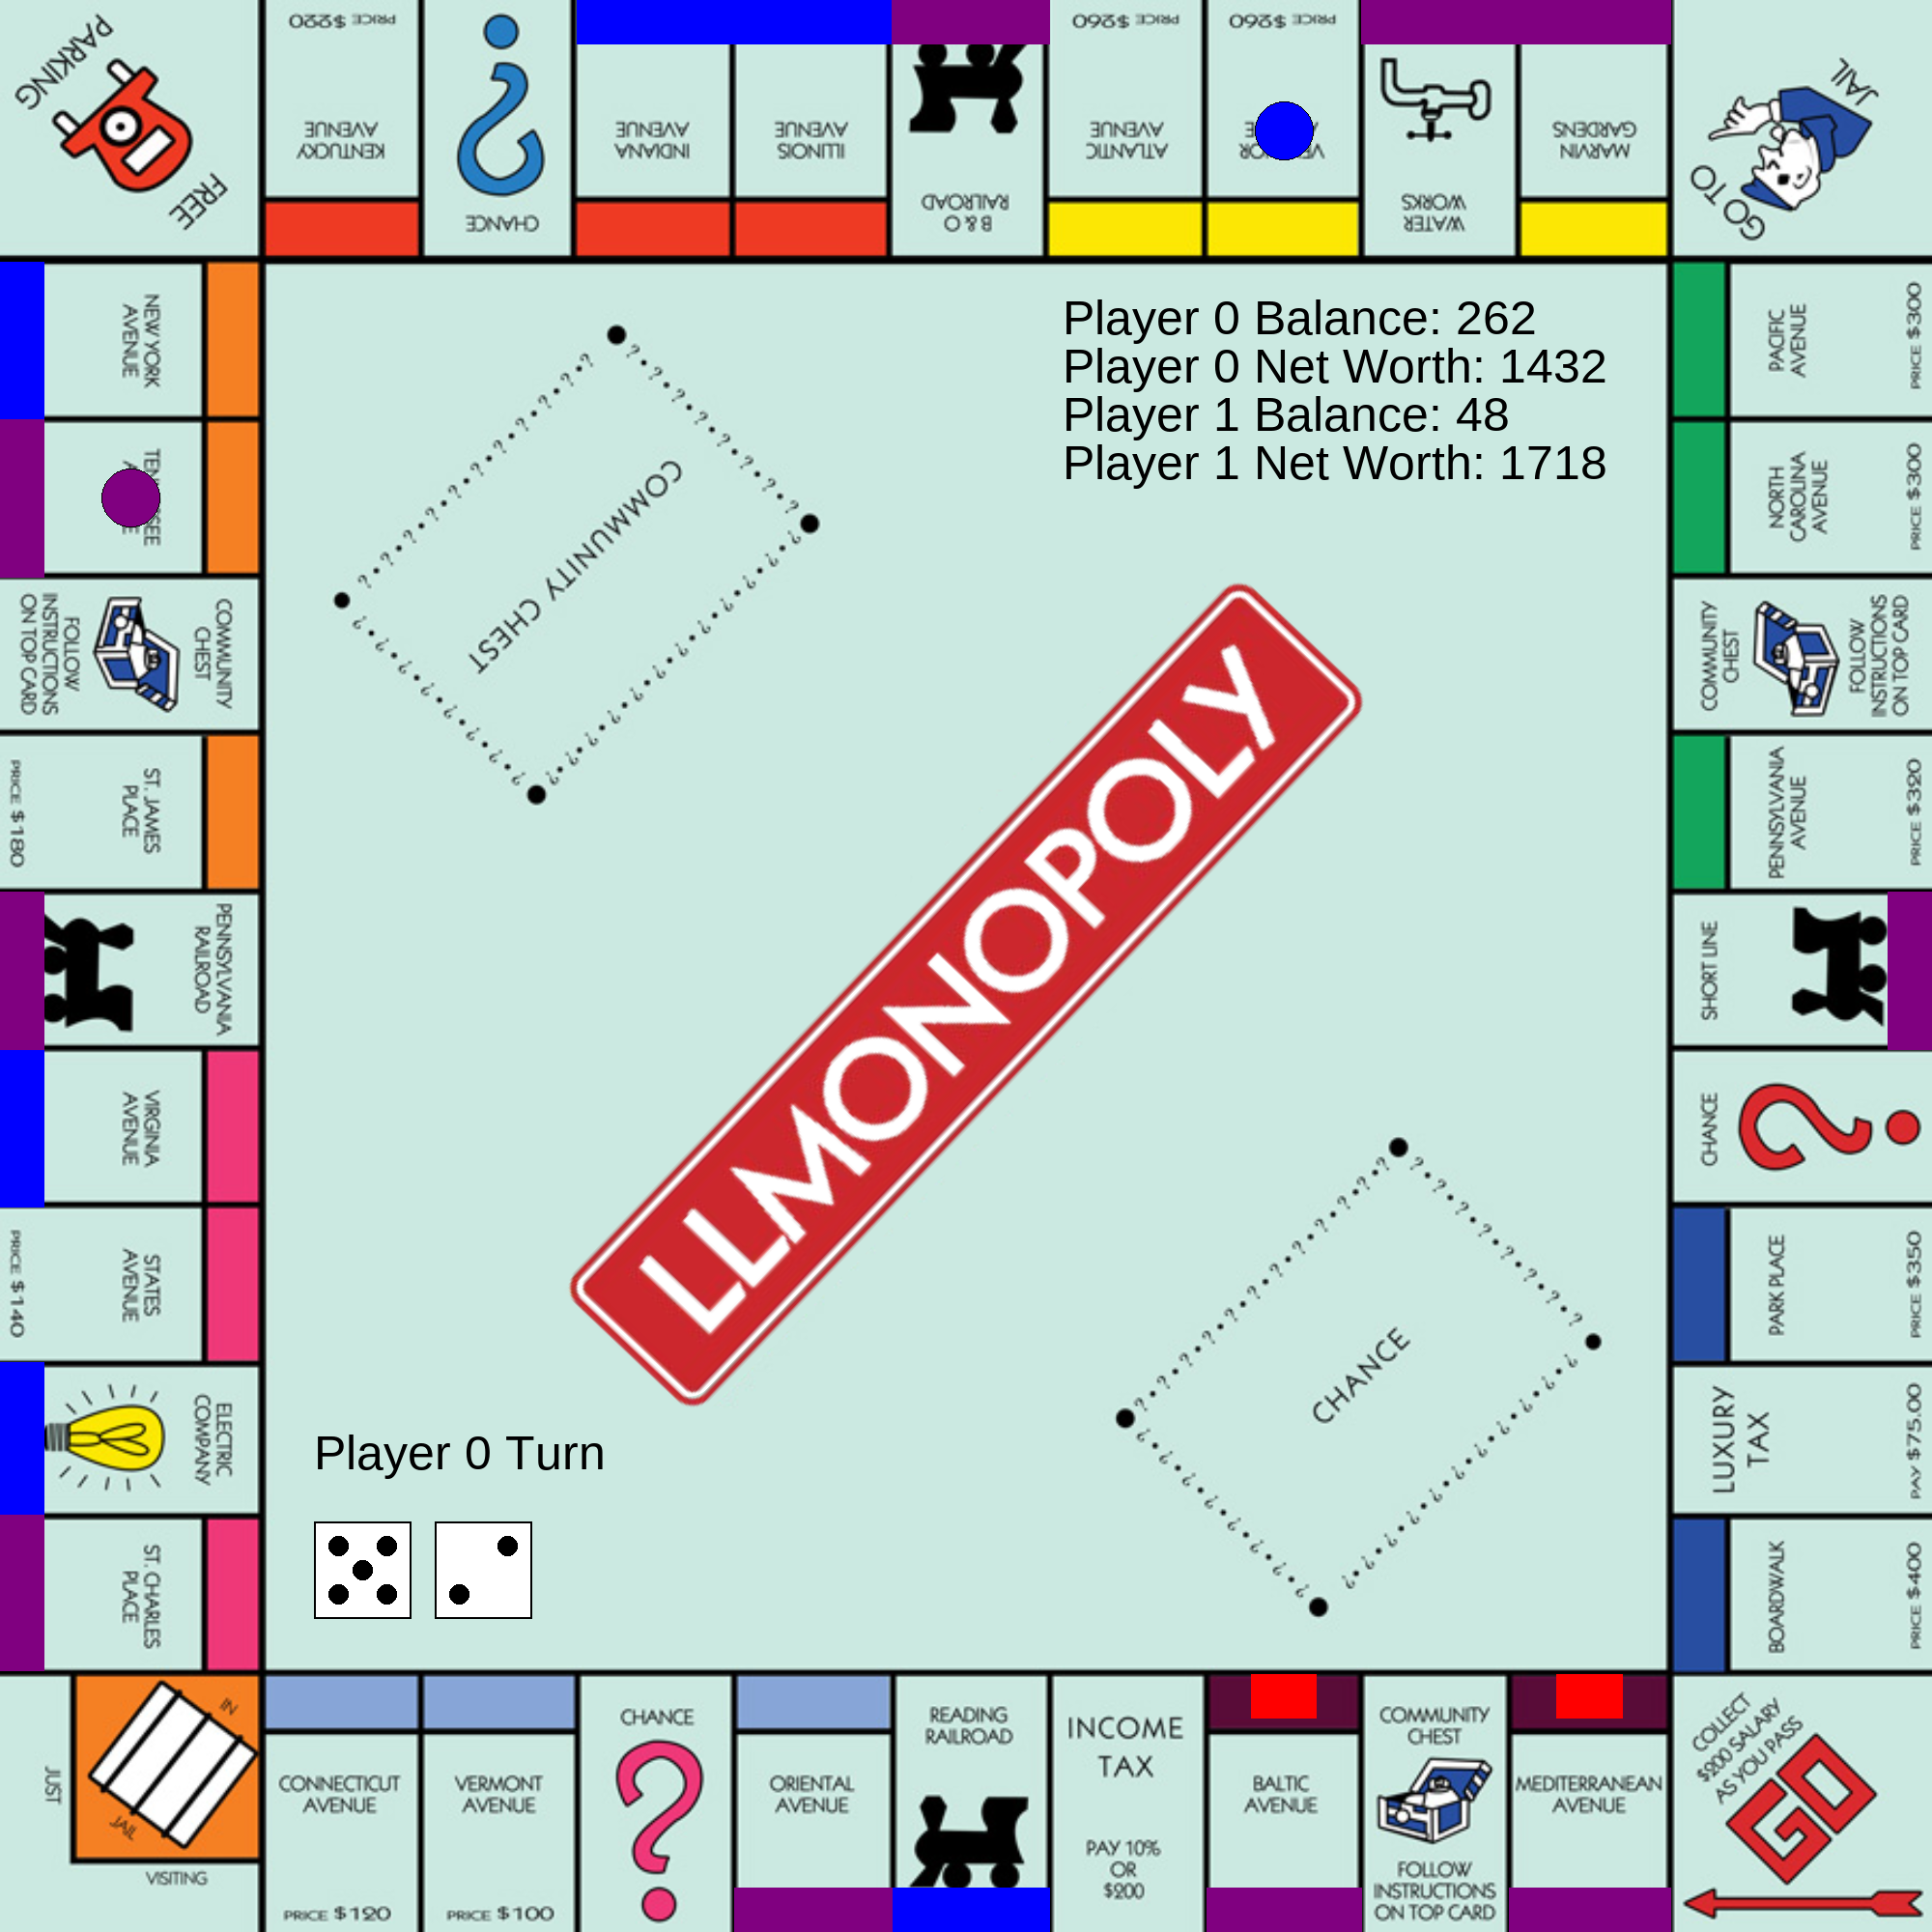 FREE
PARKING
PRICE $220
KENTUCKY
AVENUE
CHANCE
INDIANA
AVENUE
ILLINOIS
AVENUE
B & O
RAILROAD
PRICE $260
ATLANTIC
AVENUE
PRICE $260
WATER
WORKS
MARVIN
GARDENS
GO TO
JAIL
NEW YORK
AVENUE
COMMUNITY
CHEST
FOLLOW
INSTRUCTIONS
ON TOP CARD
ST. JAMES
PLACE
PRICE $180
PENNSYLVANIA
RAILROAD
VIRGINIA
AVENUE
STATES
AVENUE
PRICE $140
ELECTRIC
COMPANY
ST. CHARLES
PLACE
Player 0 Balance: 262
Player 0 Net Worth: 1432
Player 1 Balance: 48
Player 1 Net Worth: 1718
COMMUNITY CHEST
LLMONOPOLY
CHANCE
Player 0 Turn
PACIFIC
AVENUE
PRICE $300
NORTH
CAROLINA
AVENUE
PRICE $300
COMMUNITY
CHEST
FOLLOW
INSTRUCTIONS
ON TOP CARD
PENNSYLVANIA
AVENUE
PRICE $320
SHORT LINE
CHANCE
PARK PLACE
PRICE $350
LUXURY
TAX
PAY $75.00
BOARDWALK
PRICE $400
IN
JAIL
JUST
VISITING
CONNECTICUT
AVENUE
PRICE $120
VERMONT
AVENUE
PRICE $100
CHANCE
ORIENTAL
AVENUE
READING
RAILROAD
INCOME
TAX
PAY 10%
OR
$200
BALTIC
AVENUE
COMMUNITY
CHEST
FOLLOW
INSTRUCTIONS
ON TOP CARD
MEDITERRANEAN
AVENUE
COLLECT
$200 SALARY
AS YOU PASS
GO